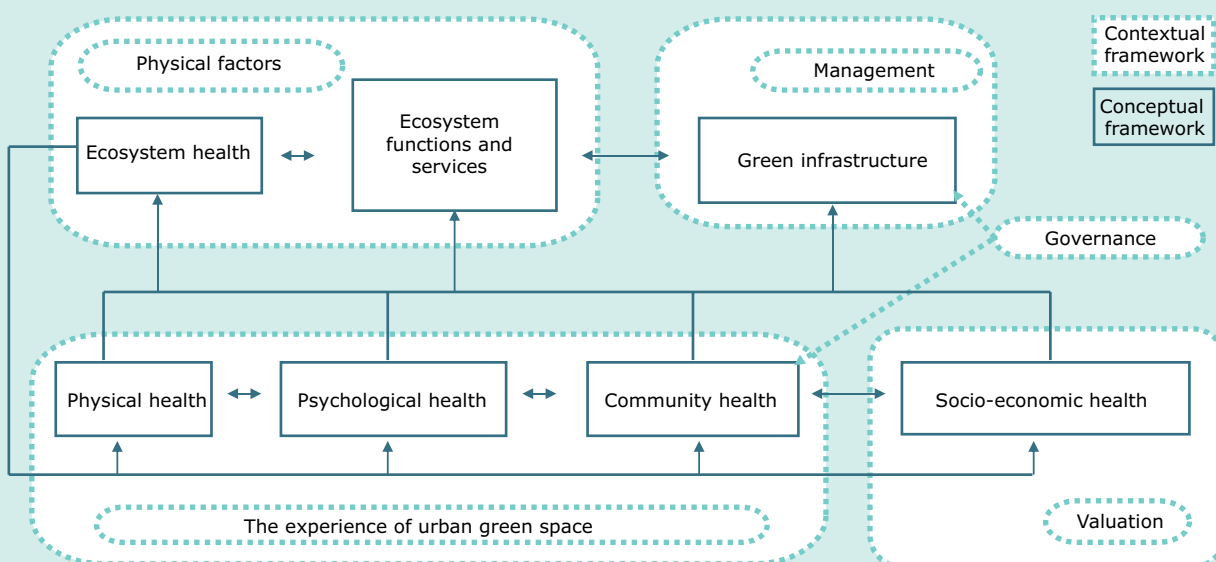 Physical factors
Management
Contextual
framework
Conceptual
framework
Ecosystem health
Ecosystem
functions and
services
Green infrastructure
Governance
Physical health
Psychological health
Community health
Socio-economic health
The experience of urban green space
Valuation